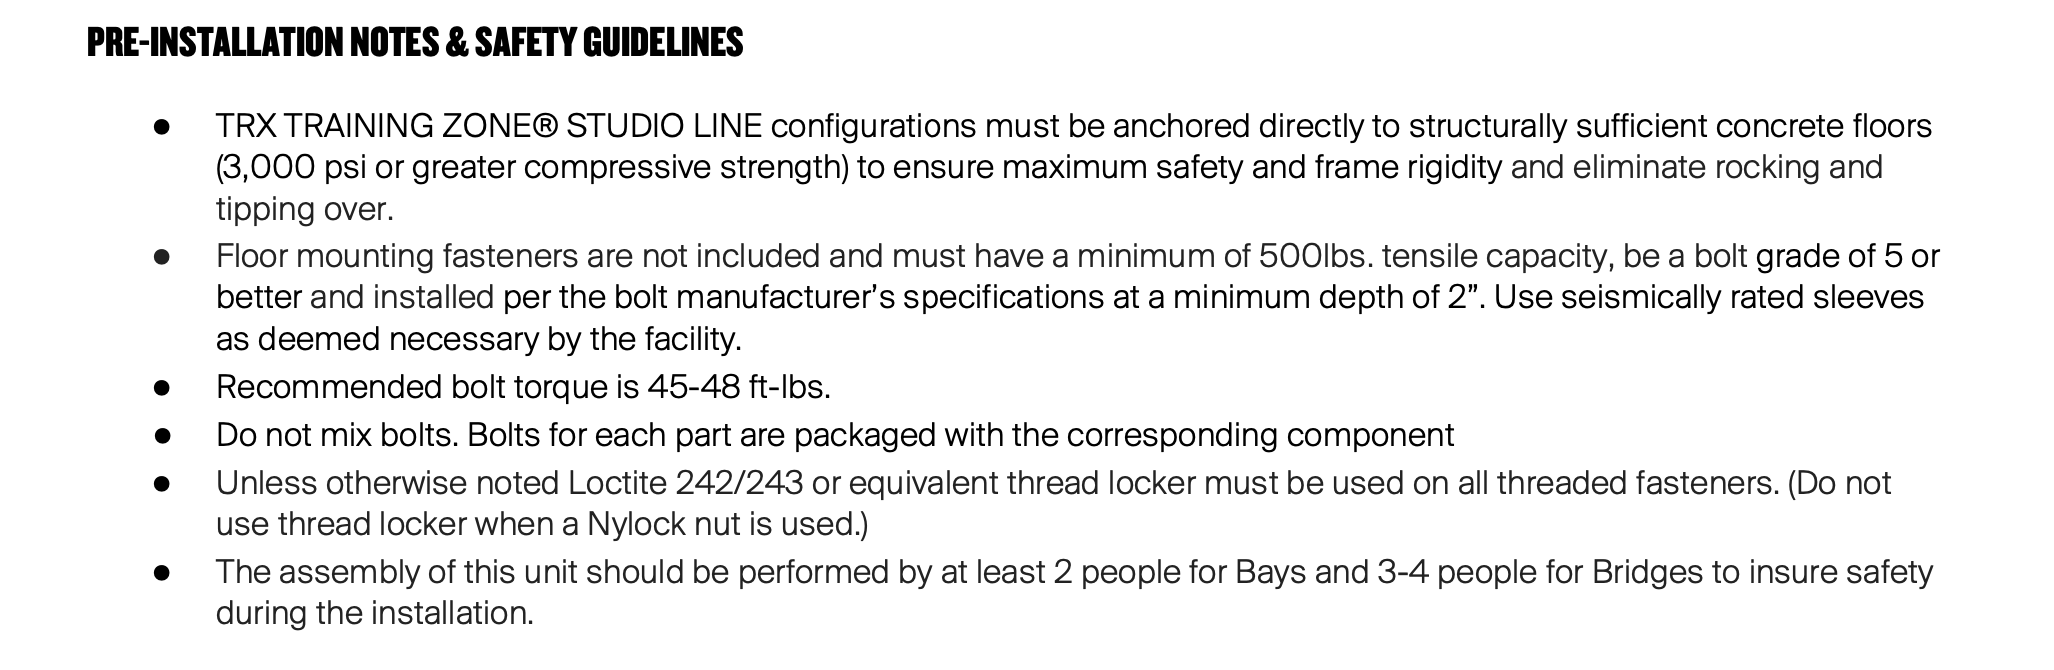 PRE-INSTALLATION NOTES & SAFETY GUIDELINES
● TRX TRAINING ZONE® STUDIO LINE configurations must be anchored directly to structurally sufficient concrete floors
(3,000 psi or greater compressive strength) to ensure maximum safety and frame rigidity and eliminate rocking and
tipping over.
● Floor mounting fasteners are not included and must have a minimum of 500lbs. tensile capacity, be a bolt grade of 5 or
better and installed per the bolt manufacturer’s specifications at a minimum depth of 2”. Use seismically rated sleeves
as deemed necessary by the facility.
● Recommended bolt torque is 45-48 ft-lbs.
● Do not mix bolts. Bolts for each part are packaged with the corresponding component
● Unless otherwise noted Loctite 242/243 or equivalent thread locker must be used on all threaded fasteners. (Do not
use thread locker when a Nylock nut is used.)
● The assembly of this unit should be performed by at least 2 people for Bays and 3-4 people for Bridges to insure safety
during the installation.